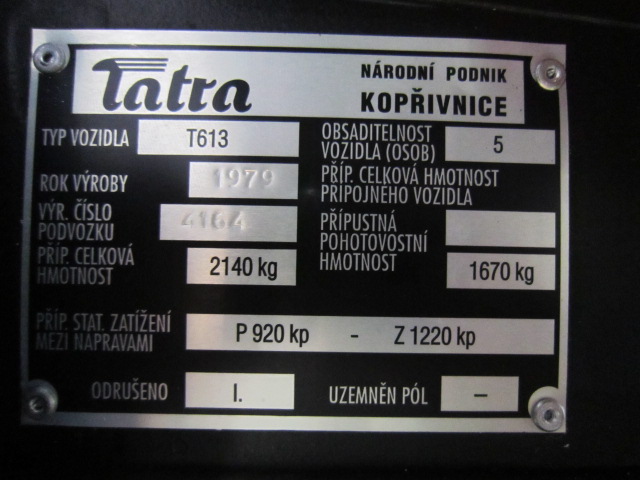 Tatra
NÁRODNÍ PODNIK
KOPŘIVNICE
TYP VOZIDLA T613
OBSADITELNOST
VOZIDLA (OSOB) 5
ROK VÝROBY 1979
PŘÍP. CELKOVÁ HMOTNOST
PŘIPOJNÉHO VOZIDLA
VÝR. ČÍSLO
PODVOZKU 4164
PŘÍPUSTNÁ
POHOTOVOSTNÍ
HMOTNOST 1670 kg
PŘÍP. CELKOVÁ
HMOTNOST 2140 kg
PŘÍP. STAT. ZATÍŽENÍ
MEZI NÁPRAVAMI P 920 kp - Z 1220 kp
ODRUŠENO I.
UZEMNĚN PÓL –